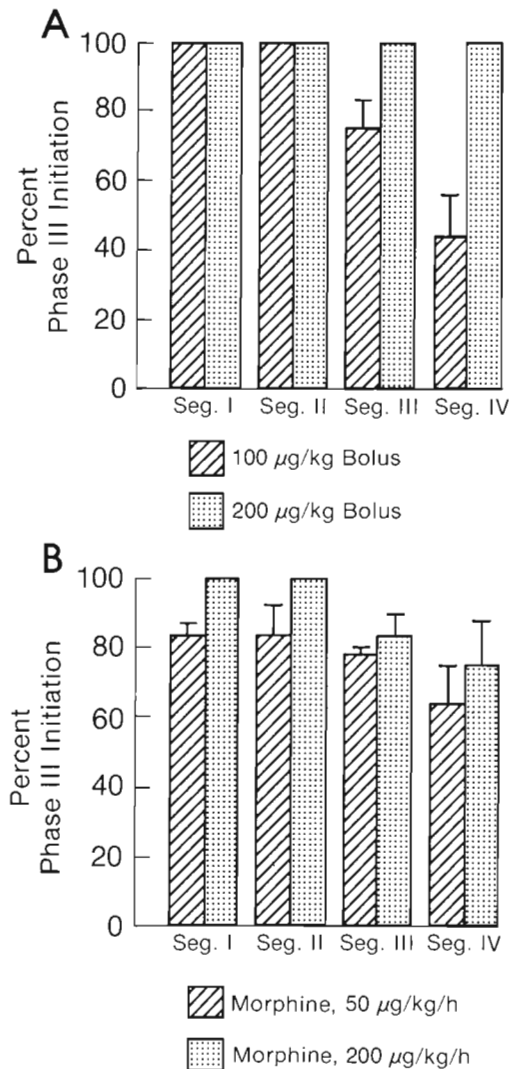 A
Percent
Phase III Initiation
100
80
60
40
20
0
Seg. I Seg. II Seg. III Seg. IV
100 µg/kg Bolus
200 µg/kg Bolus
B
Percent
Phase III Initiation
100
80
60
40
20
0
Seg. I Seg. II Seg. III Seg. IV
Morphine, 50 µg/kg/h
Morphine, 200 µg/kg/h